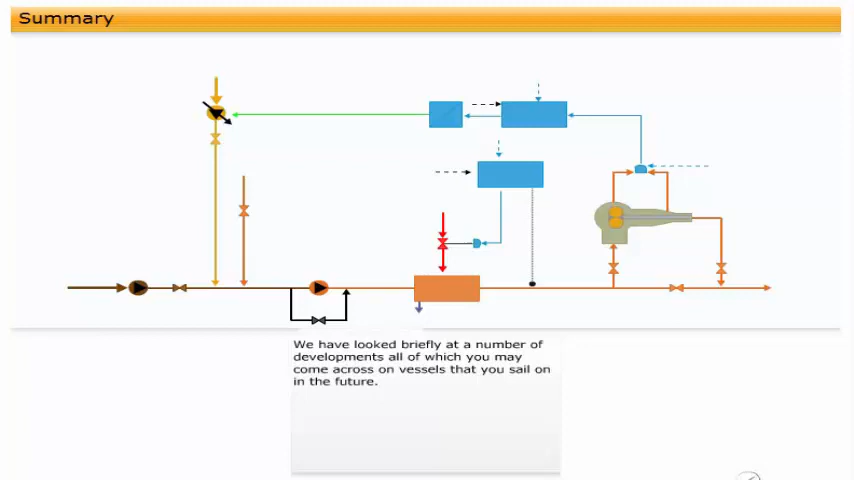 Summary
We have looked briefly at a number of
developments all of which you may
come across on vessels that you sail on
in the future.